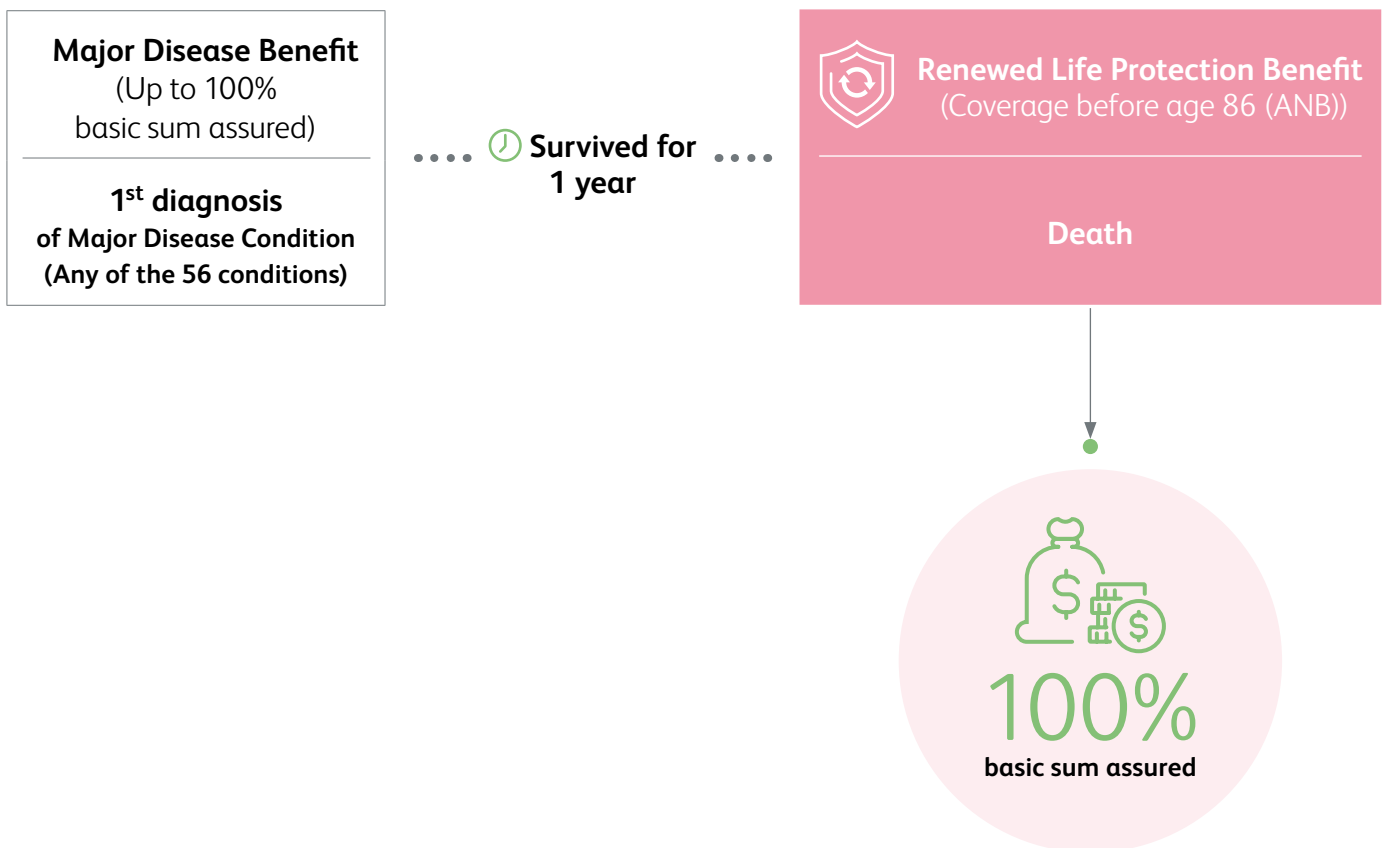 Major Disease Benefit
(Up to 100%
basic sum assured)
1st diagnosis
of Major Disease Condition
(Any of the 56 conditions)
Survived for
1 year
Renewed Life Protection Benefit
(Coverage before age 86 (ANB))
Death
$ $
100%
basic sum assured